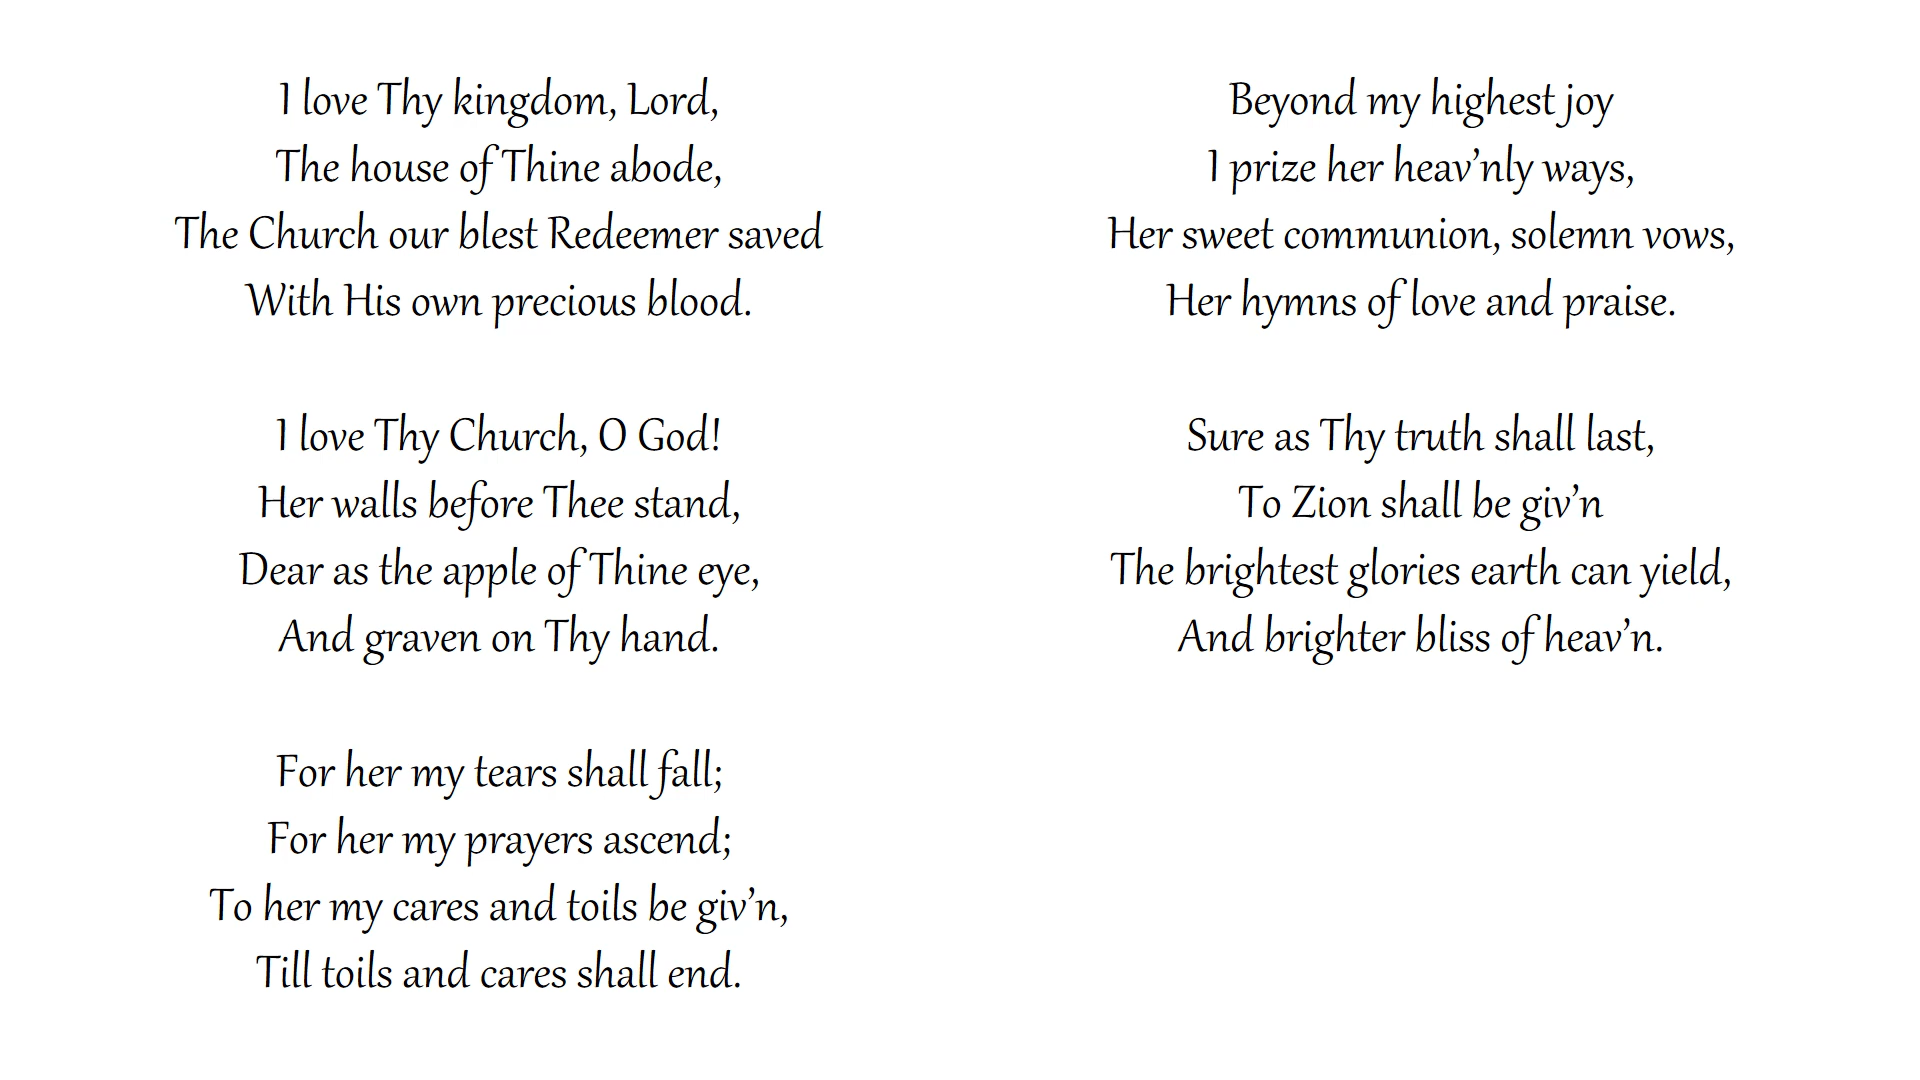 I love Thy kingdom, Lord,
The house of Thine abode,
The Church our blest Redeemer saved
With His own precious blood.

I love Thy Church, O God!
Her walls before Thee stand,
Dear as the apple of Thine eye,
And graven on Thy hand.

For her my tears shall fall;
For her my prayers ascend;
To her my cares and toils be giv’n,
Till toils and cares shall end.

Beyond my highest joy
I prize her heav’nly ways,
Her sweet communion, solemn vows,
Her hymns of love and praise.

Sure as Thy truth shall last,
To Zion shall be giv’n
The brightest glories earth can yield,
And brighter bliss of heav’n.